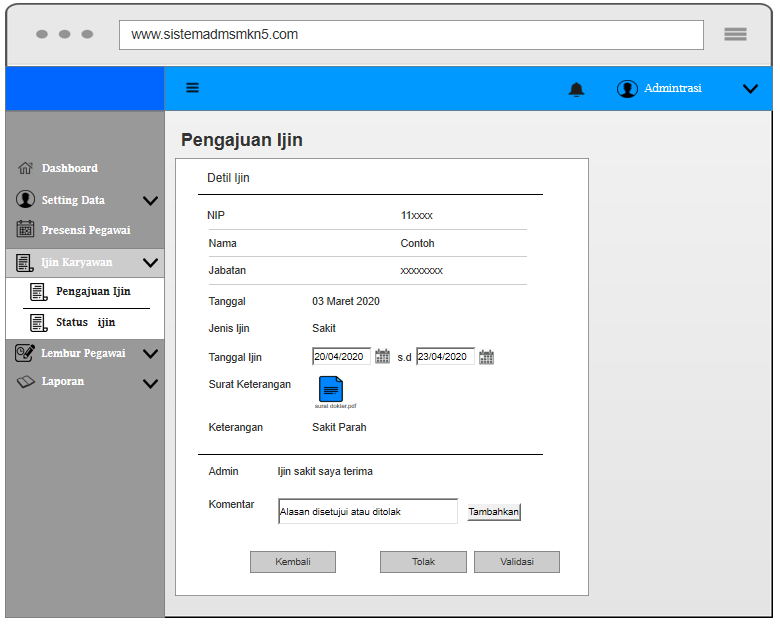 www.sistemadmsmkn5.com
Admintrasi
Dashboard
Setting Data
Presensi Pegawai
Ijin Karyawan
Pengajuan Ijin
Status ijin
Lembur Pegawai
Laporan
Pengajuan Ijin
Detil Ijin
NIP 11xxxx
Nama Contoh
Jabatan xxxxxxxx
Tanggal 03 Maret 2020
Jenis Ijin Sakit
Tanggal Ijin 20/04/2020 s.d 23/04/2020
Surat Keterangan
surat dokter.pdf
Keterangan Sakit Parah
Admin Ijin sakit saya terima
Komentar Alasan disetujui atau ditolak Tambahkan
Kembali Tolak Validasi